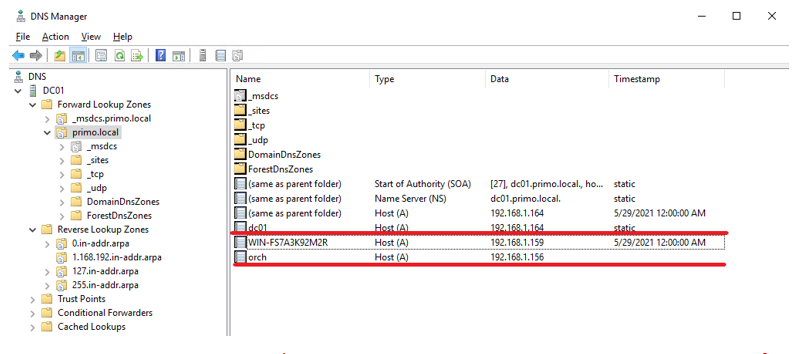 DNS Manager
File Action View Help
DNS
DC01
Forward Lookup Zones
_msdcs.primo.local
primo.local
_msdcs
_sites
_tcp
_udp
DomainDnsZones
ForestDnsZones
Reverse Lookup Zones
0.in-addr.arpa
1.168.192.in-addr.arpa
127.in-addr.arpa
255.in-addr.arpa
Trust Points
Conditional Forwarders
Cached Lookups
Name Type Data Timestamp
_msdcs
_sites
_tcp
_udp
DomainDnsZones
ForestDnsZones
(same as parent folder) Start of Authority (SOA) [27], dc01.primo.local., ho... static
(same as parent folder) Name Server (NS) dc01.primo.local. static
(same as parent folder) Host (A) 192.168.1.164 5/29/2021 12:00:00 AM
dc01 Host (A) 192.168.1.164 static
WIN-FS7A3K92M2R Host (A) 192.168.1.159 5/29/2021 12:00:00 AM
orch Host (A) 192.168.1.156